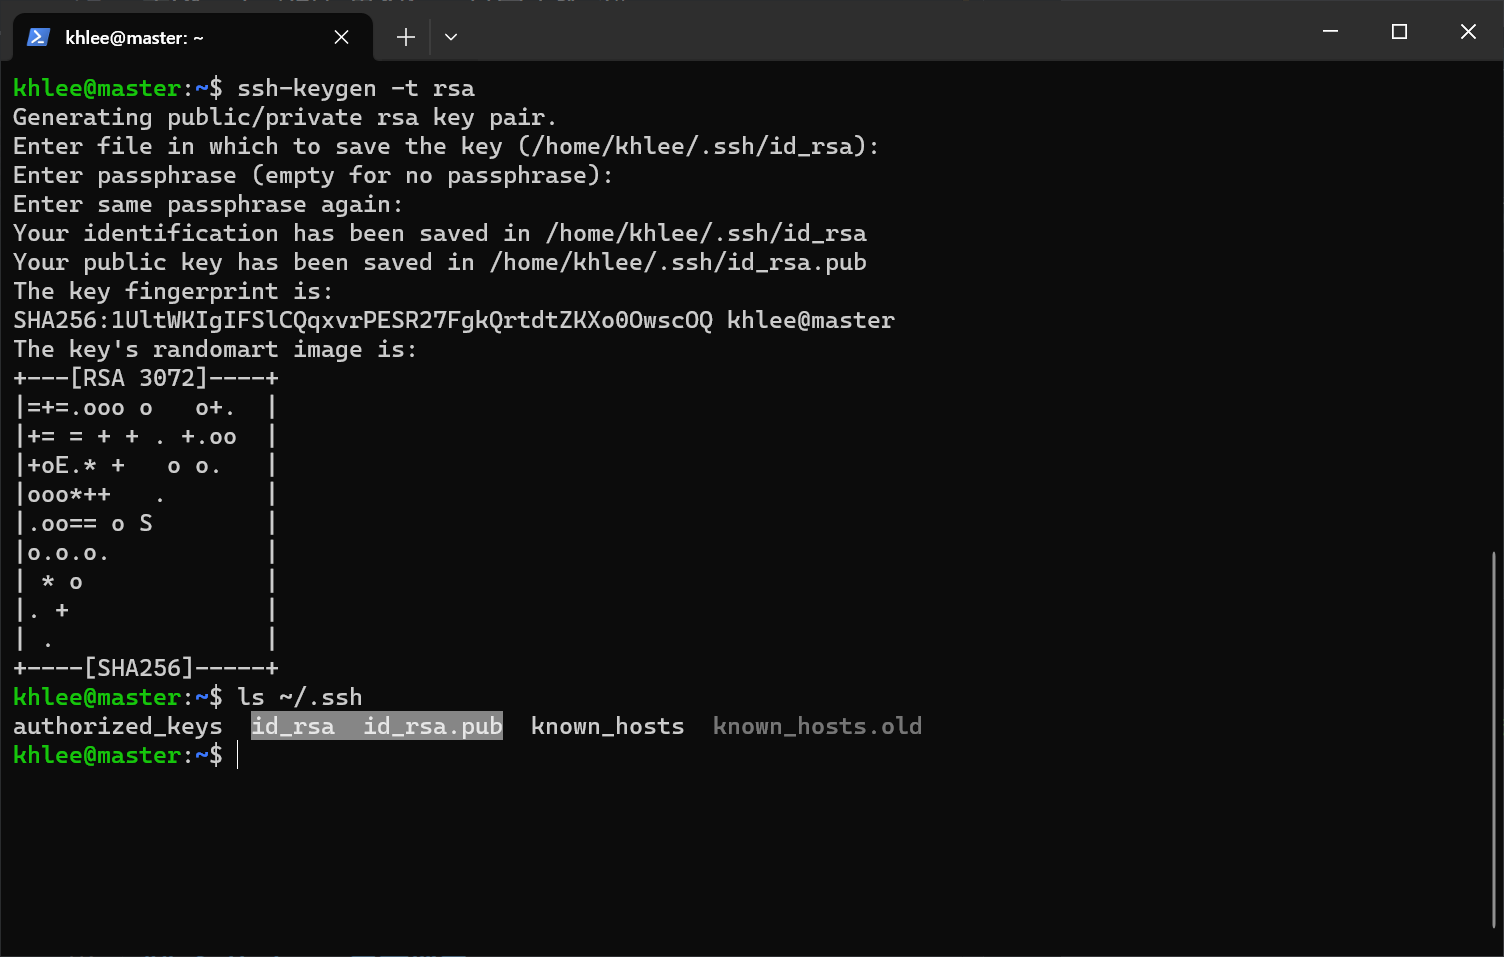 khlee@master: ~
khlee@master:~$ ssh-keygen -t rsa
Generating public/private rsa key pair.
Enter file in which to save the key (/home/khlee/.ssh/id_rsa):
Enter passphrase (empty for no passphrase):
Enter same passphrase again:
Your identification has been saved in /home/khlee/.ssh/id_rsa
Your public key has been saved in /home/khlee/.ssh/id_rsa.pub
The key fingerprint is:
SHA256:1UltWKIgIFSlCQqxvrPESR27FgkQrtdtZKXo0OwscOQ khlee@master
The key's randomart image is:
+---[RSA 3072]----+
|=+=.ooo o   o+.  |
|+= = + + . +.oo  |
|+oE.* +   o o.   |
|ooo*++   .       |
|.oo== o S        |
|o.o.o.           |
| * o             |
|. +              |
| .               |
+----[SHA256]-----+
khlee@master:~$ ls ~/.ssh
authorized_keys  id_rsa  id_rsa.pub  known_hosts  known_hosts.old
khlee@master:~$